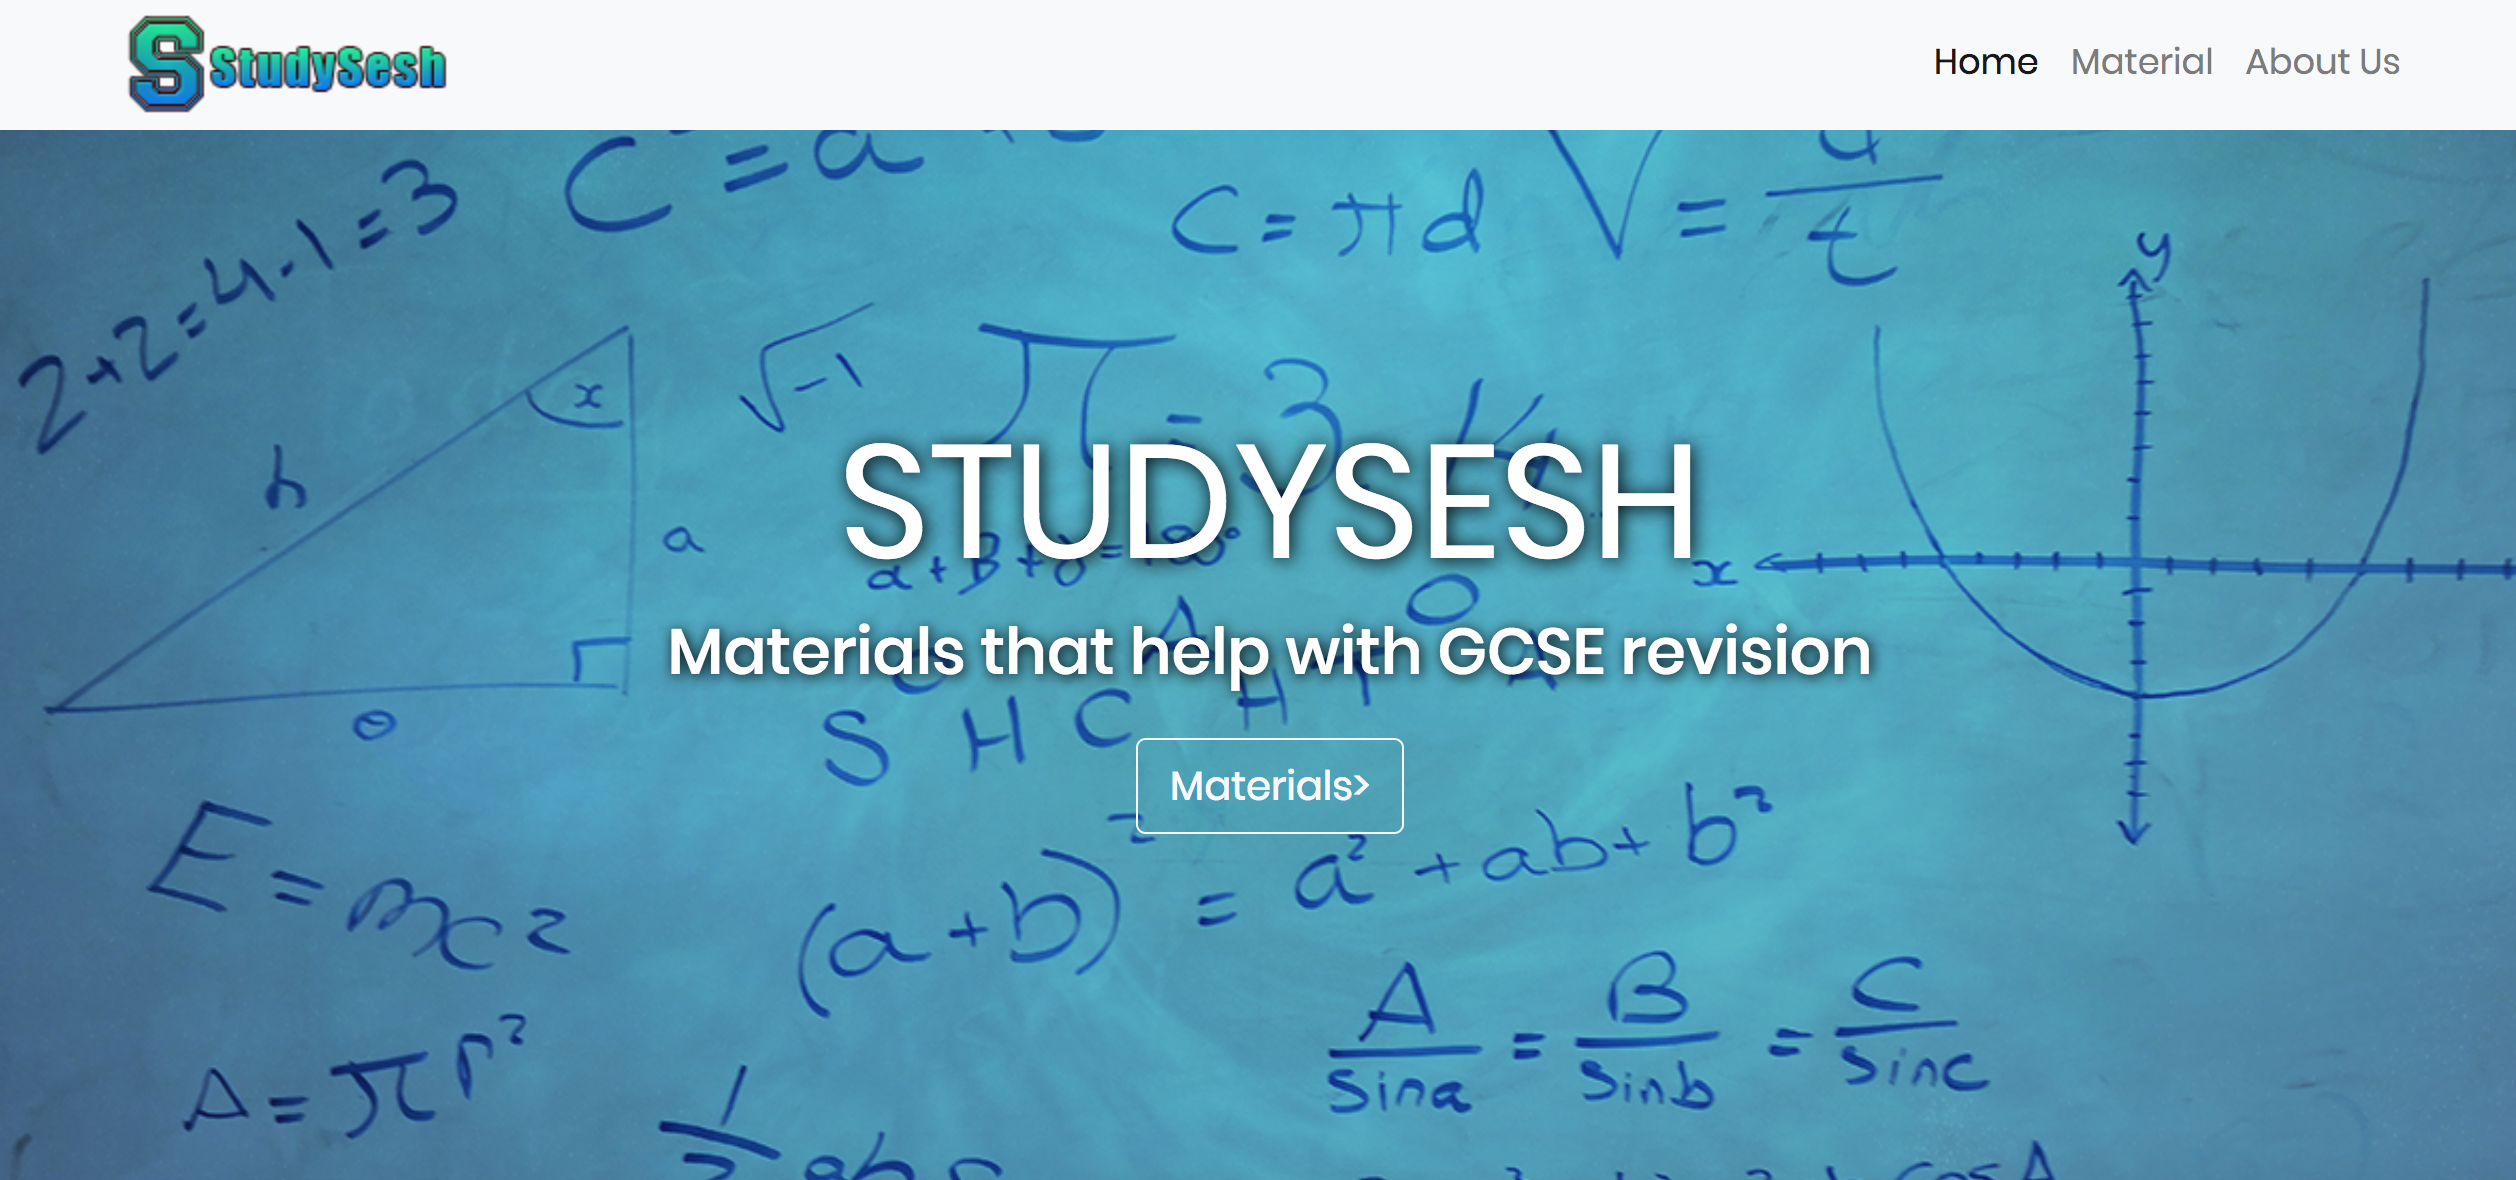 StudySesh
Home Material About Us
2+2=4-1=3
C = πd
x
√-1
h
a
y
x
STUDYSESH
Materials that help with GCSE revision
S H C H T A
Materials>
E=mc2
(a+b)² = a² + ab + b²
A/sina = B/sinb = C/sinc
A=πr²